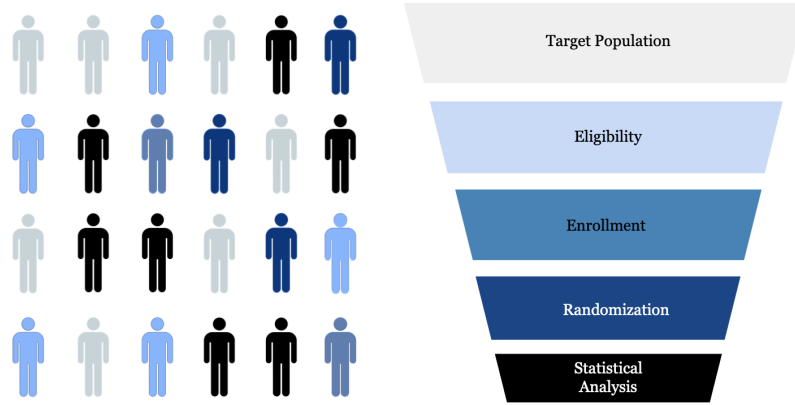 Target Population
Eligibility
Enrollment
Randomization
Statistical
Analysis